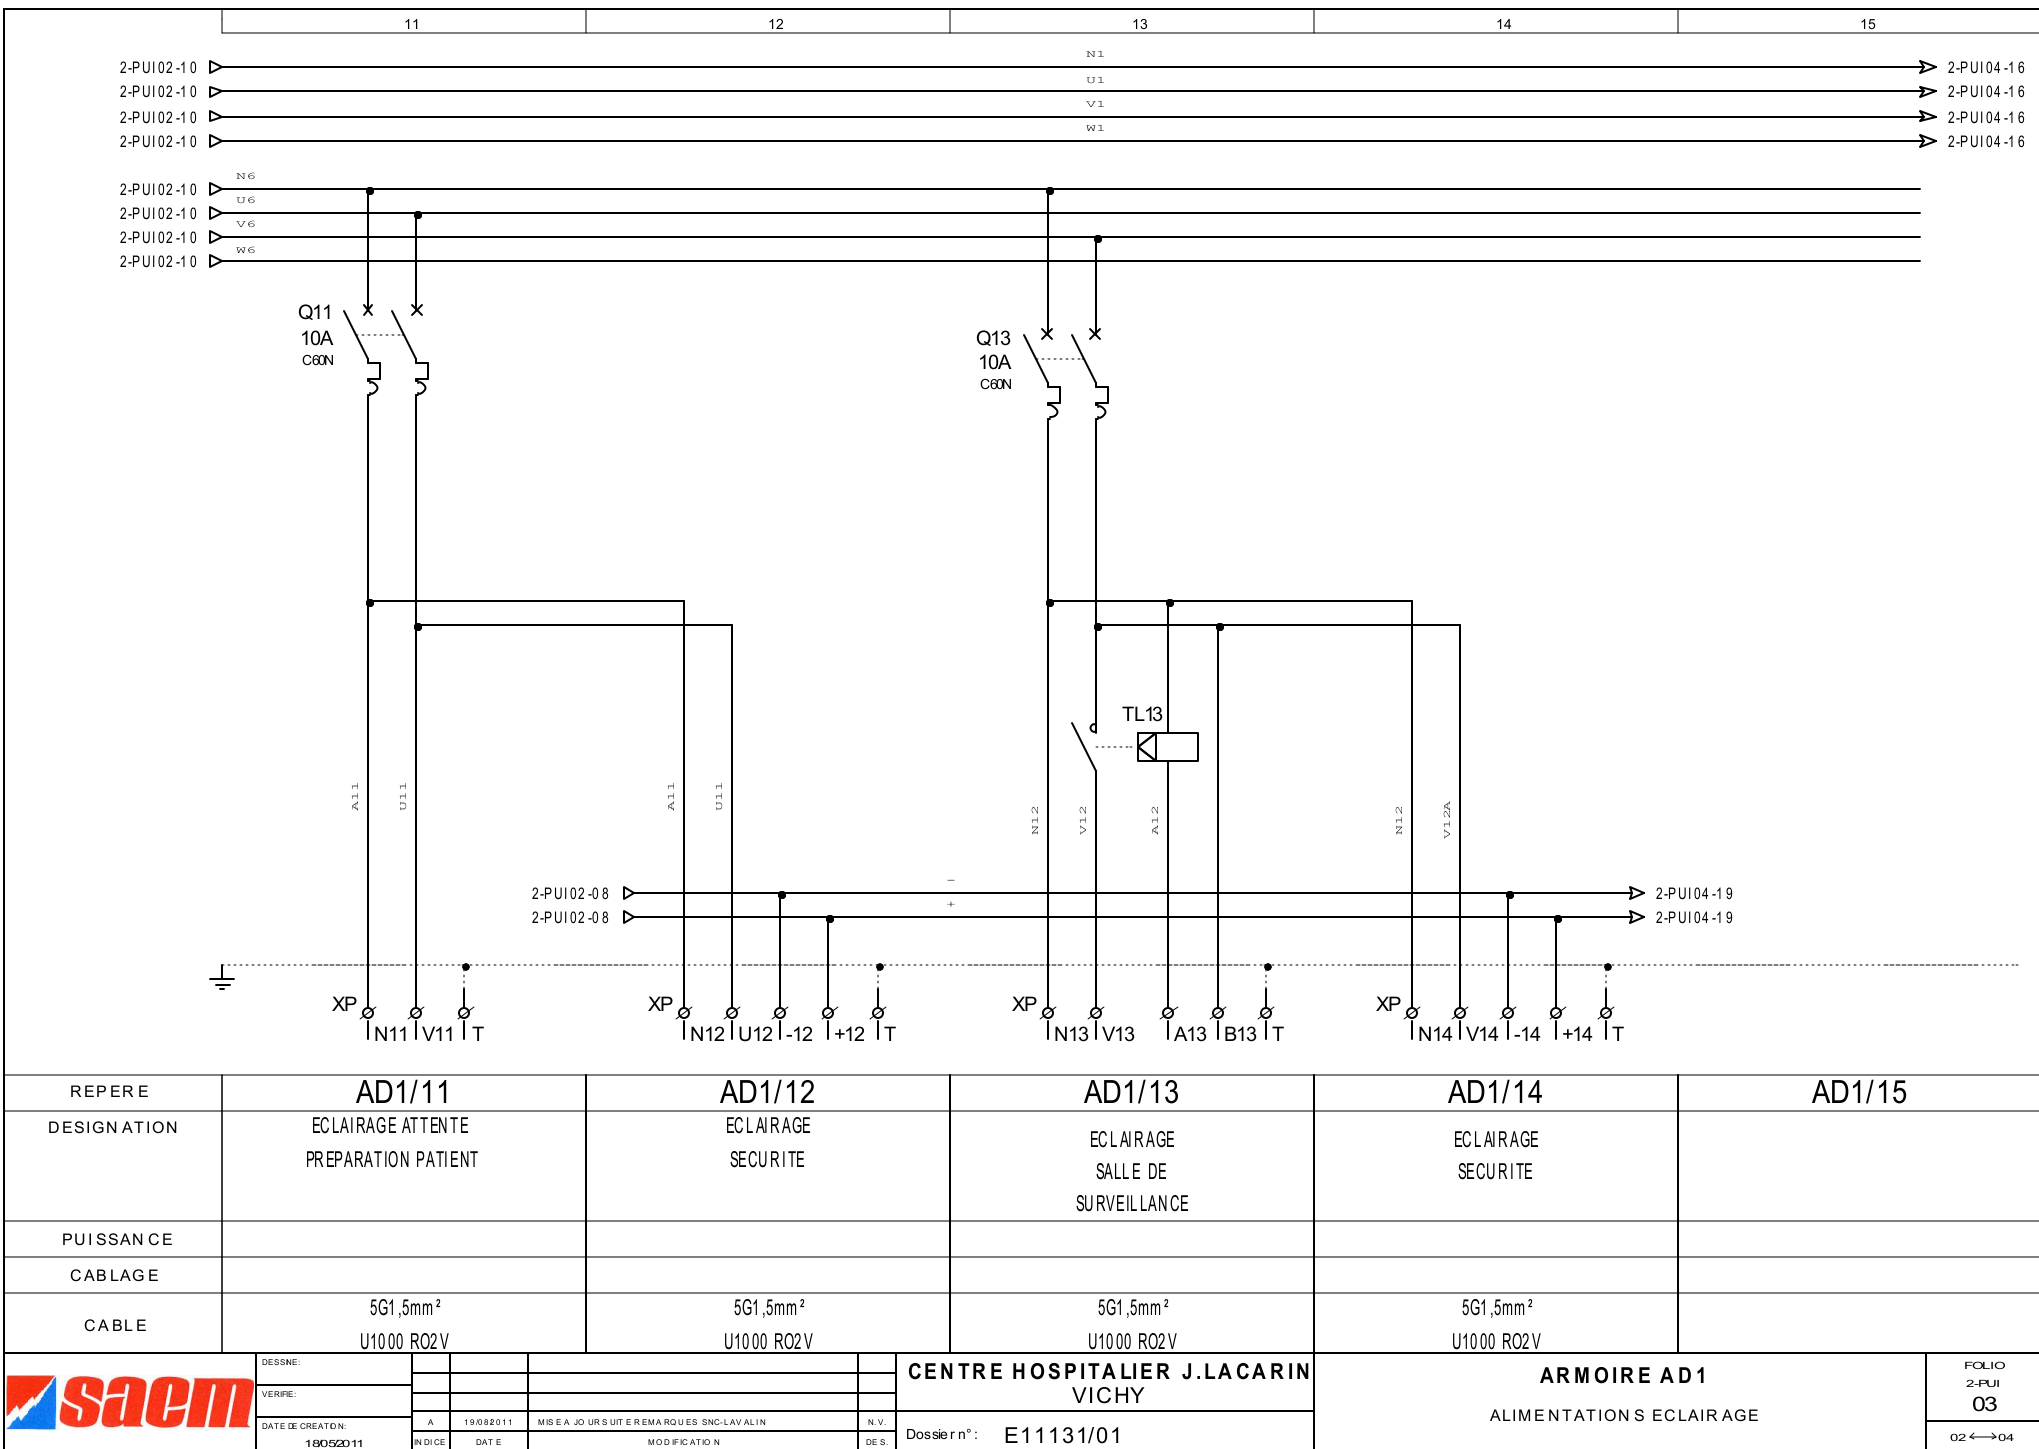 11 12 13 14 15
N1
2-PUI02-10 2-PUI04-16
U1
2-PUI02-10 2-PUI04-16
V1
2-PUI02-10 2-PUI04-16
W1
2-PUI02-10 2-PUI04-16
N6
2-PUI02-10
U6
2-PUI02-10
V6
2-PUI02-10
W6
2-PUI02-10
Q11
10A
C60N
Q13
10A
C60N
TL13
A11 U11 A11 U11 N12 V12 A12 N12 V12A
-
2-PUI02-08 2-PUI04-19
+
2-PUI02-08 2-PUI04-19
XP XP XP XP
N11 V11 T N12 U12 -12 +12 T N13 V13 A13 B13 T N14 V14 -14 +14 T
REPERE AD1/11 AD1/12 AD1/13 AD1/14 AD1/15
DESIGNATION
ECLAIRAGE ATTENTE
PREPARATION PATIENT
ECLAIRAGE
SECURITE
ECLAIRAGE
SALLE DE
SURVEILLANCE
ECLAIRAGE
SECURITE
PUISSANCE
CABLAGE
CABLE
5G1,5mm² 5G1,5mm² 5G1,5mm² 5G1,5mm²
U1000 RO2V U1000 RO2V U1000 RO2V U1000 RO2V
saem
DESSINE:
VERIFIE:
DATE DE CREATION:
18/05/2011
A 19/082011 MISE A JOUR SUITE REMARQUES SNC-LAVALIN N.V.
INDICE DATE MODIFICATION DES.
CENTRE HOSPITALIER J.LACARIN
VICHY
Dossier n°: E11131/01
ARMOIRE AD1
ALIMENTATIONS ECLAIRAGE
FOLIO
2-PUI
03
02 <-> 04